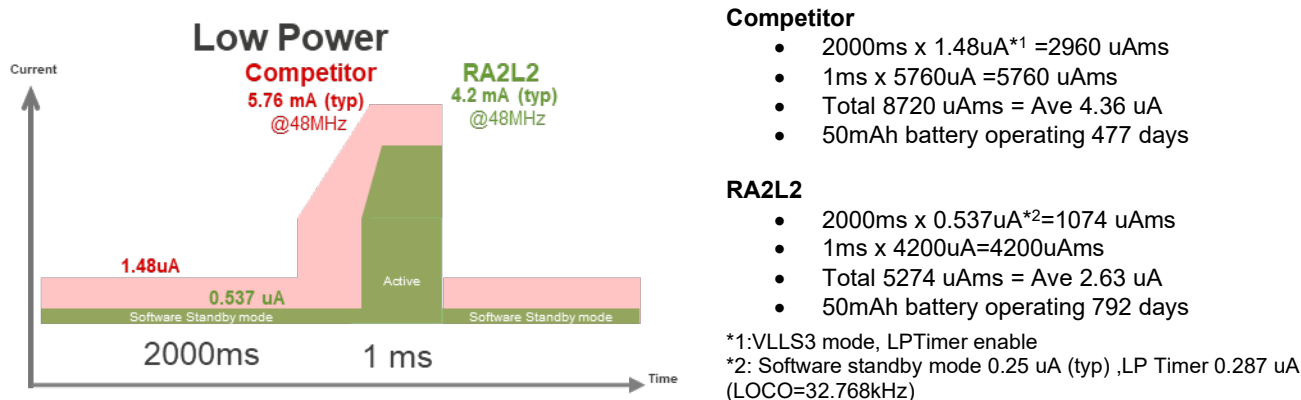 Low Power
Current
Competitor
5.76 mA (typ)
@48MHz
RA2L2
4.2 mA (typ)
@48MHz
1.48uA
0.537 uA
Active
Software Standby mode
Software Standby mode
2000ms
1 ms
Time
Competitor
• 2000ms x 1.48uA*1 =2960 uAms
• 1ms x 5760uA =5760 uAms
• Total 8720 uAms = Ave 4.36 uA
• 50mAh battery operating 477 days
RA2L2
• 2000ms x 0.537uA*2=1074 uAms
• 1ms x 4200uA=4200uAms
• Total 5274 uAms = Ave 2.63 uA
• 50mAh battery operating 792 days
*1:VLLS3 mode, LPTimer enable
*2: Software standby mode 0.25 uA (typ) ,LP Timer 0.287 uA
(LOCO=32.768kHz)